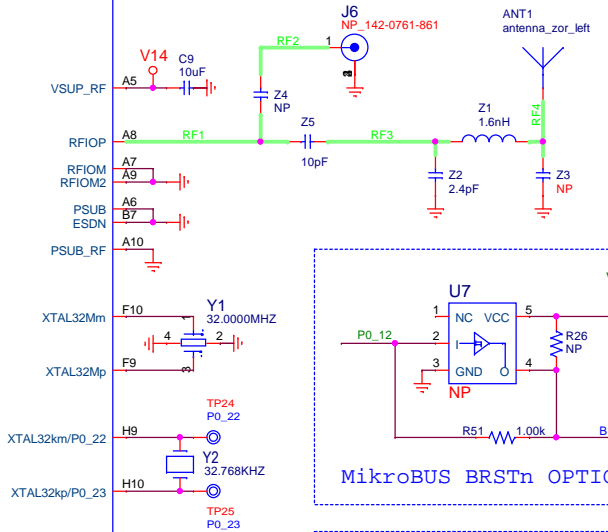 J6
NP_142-0761-861
ANT1
antenna_zor_left
V14
C9
10uF
RF2
1
2
VSUP_RF
A5
Z4
NP
Z5
10pF
Z1
1.6nH
RF4
RFIOP
A8
RF1
RF3
RFIOM
A7
RFIOM2
A9
Z2
2.4pF
Z3
NP
PSUB
A6
ESDN
B7
PSUB_RF
A10
XTAL32Mm
F10
1
Y1
32.0000MHZ
4
2
3
XTAL32Mp
F9
U7
1
NC
VCC
5
P0_12
2
I
R26
NP
3
GND
O
4
NP
TP24
P0_22
XTAL32km/P0_22
H9
Y2
32.768KHZ
R51
1.00k
B
XTAL32kp/P0_23
H10
TP25
P0_23
MikroBUS BRSTn OPTIO